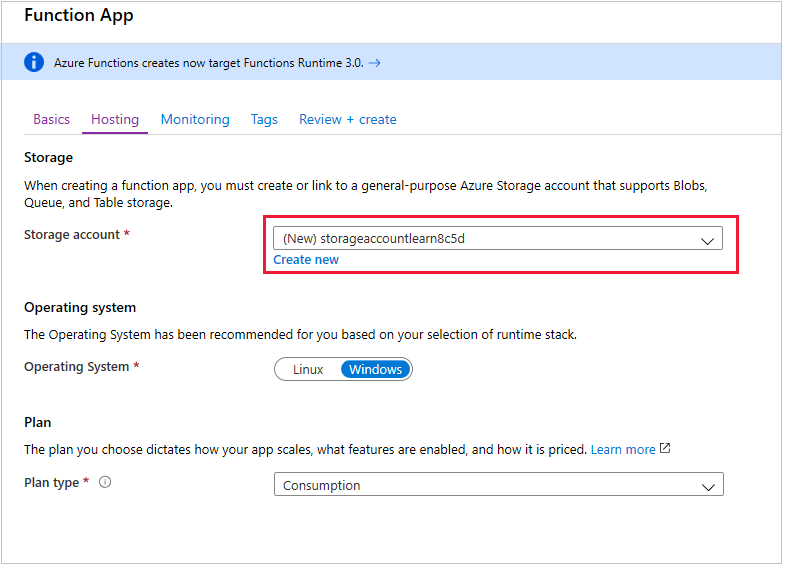 Function App
Azure Functions creates now target Functions Runtime 3.0. →
Basics Hosting Monitoring Tags Review + create
Storage
When creating a function app, you must create or link to a general-purpose Azure Storage account that supports Blobs,
Queue, and Table storage.
Storage account * (New) storageaccountlearn8c5d
Create new
Operating system
The Operating System has been recommended for you based on your selection of runtime stack.
Operating System * Linux Windows
Plan
The plan you choose dictates how your app scales, what features are enabled, and how it is priced. Learn more
Plan type * Consumption